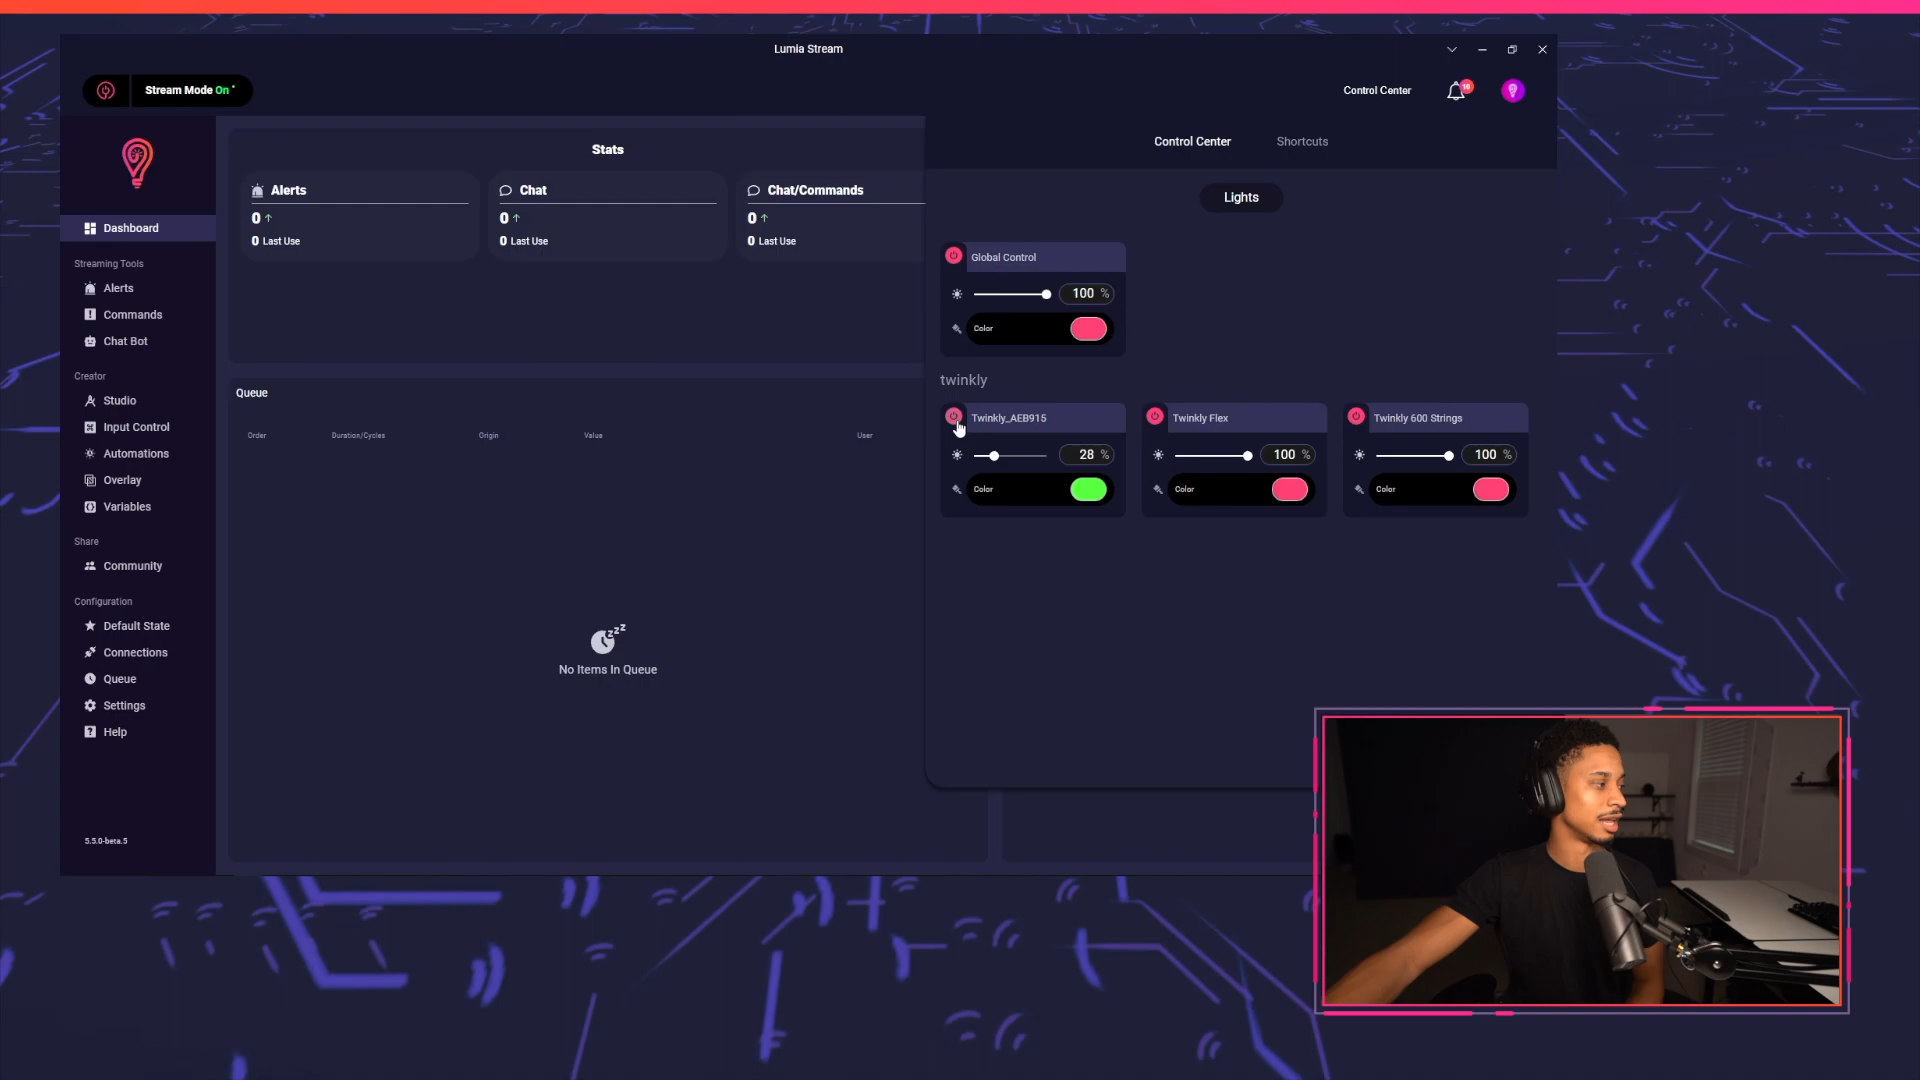 Lumia Stream
Stream Mode On
Control Center
16
Dashboard
Streaming Tools
Alerts
Commands
Chat Bot
Creator
Studio
Input Control
Automations
Overlay
Variables
Share
Community
Configuration
Default State
Connections
Queue
Settings
Help
5.5.0-beta.5
Stats
Alerts
0
0 Last Use
Chat
0
0 Last Use
Chat/Commands
0
0 Last Use
Queue
Order Duration/Cycles Origin Value User
No Items In Queue
Control Center Shortcuts
Lights
Global Control
100 %
Color
twinkly
Twinkly_AEB915
28 %
Color
Twinkly Flex
100 %
Color
Twinkly 600 Strings
100 %
Color